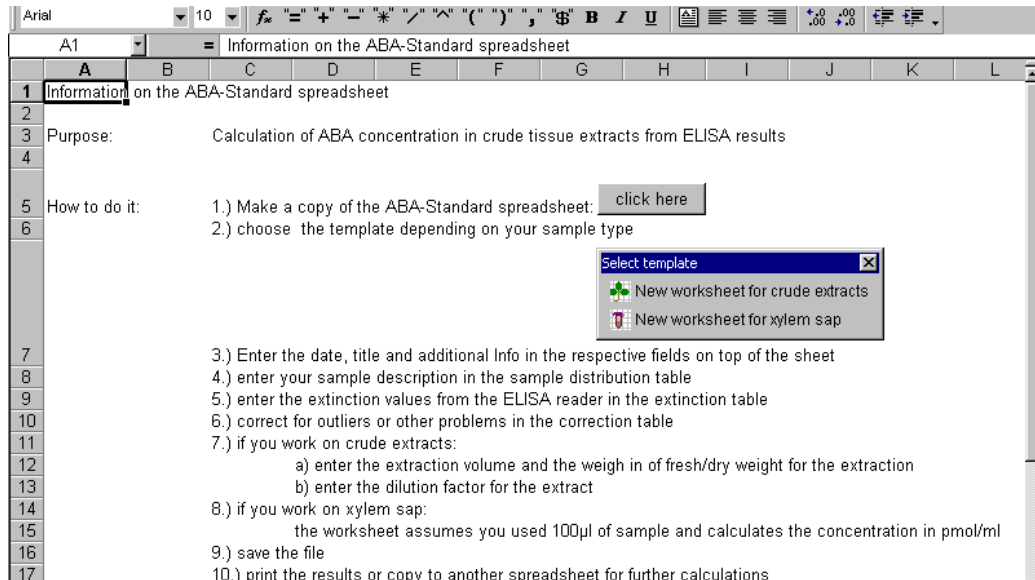 Arial 10 fx "=" "+" "−" "*" "/" "^" "(" ")" "," "$" B I U
A1 = Information on the ABA-Standard spreadsheet
A B C D E F G H I J K L
1 Information on the ABA-Standard spreadsheet
2
3 Purpose: Calculation of ABA concentration in crude tissue extracts from ELISA results
4
5 How to do it: 1.) Make a copy of the ABA-Standard spreadsheet: click here
6 2.) choose the template depending on your sample type
Select template
New worksheet for crude extracts
New worksheet for xylem sap
7 3.) Enter the date, title and additional Info in the respective fields on top of the sheet
8 4.) enter your sample description in the sample distribution table
9 5.) enter the extinction values from the ELISA reader in the extinction table
10 6.) correct for outliers or other problems in the correction table
11 7.) if you work on crude extracts:
12 a) enter the extraction volume and the weigh in of fresh/dry weight for the extraction
13 b) enter the dilution factor for the extract
14 8.) if you work on xylem sap:
15 the worksheet assumes you used 100µl of sample and calculates the concentration in pmol/ml
16 9.) save the file
17 10.) print the results or copy to another spreadsheet for further calculations